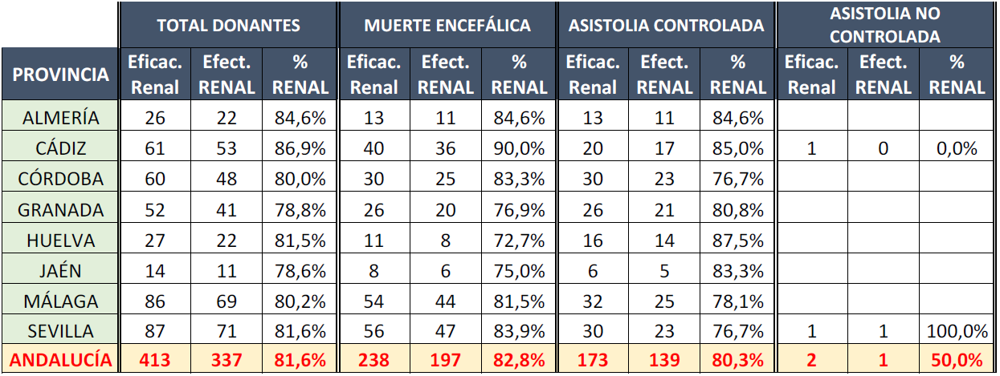 TOTAL DONANTES MUERTE ENCEFÁLICA ASISTOLIA CONTROLADA ASISTOLIA NO CONTROLADA
PROVINCIA Eficac. Renal Efect. RENAL % RENAL Eficac. Renal Efect. RENAL % RENAL Eficac. Renal Efect. RENAL % RENAL Eficac. Renal Efect. RENAL % RENAL
ALMERÍA 26 22 84,6% 13 11 84,6% 13 11 84,6%
CÁDIZ 61 53 86,9% 40 36 90,0% 20 17 85,0% 1 0 0,0%
CÓRDOBA 60 48 80,0% 30 25 83,3% 30 23 76,7%
GRANADA 52 41 78,8% 26 20 76,9% 26 21 80,8%
HUELVA 27 22 81,5% 11 8 72,7% 16 14 87,5%
JAÉN 14 11 78,6% 8 6 75,0% 6 5 83,3%
MÁLAGA 86 69 80,2% 54 44 81,5% 32 25 78,1%
SEVILLA 87 71 81,6% 56 47 83,9% 30 23 76,7% 1 1 100,0%
ANDALUCÍA 413 337 81,6% 238 197 82,8% 173 139 80,3% 2 1 50,0%